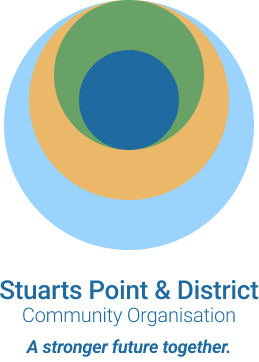 Stuarts Point & District
Community Organisation
A stronger future together.